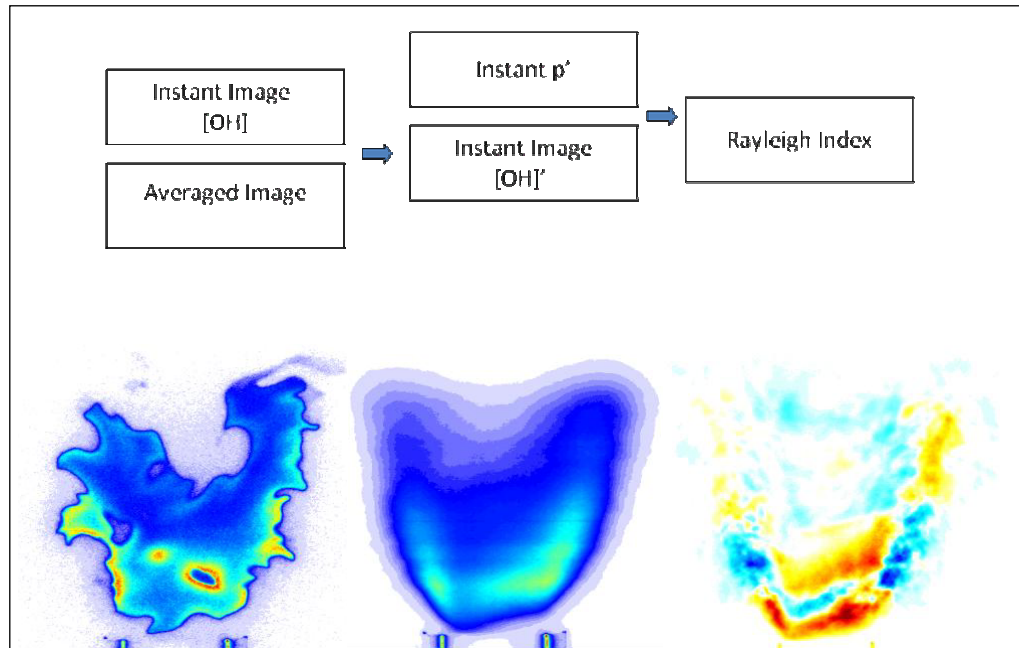 Instant Image
[OH]
Averaged Image
Instant p'
Instant Image
[OH]'
Rayleigh Index